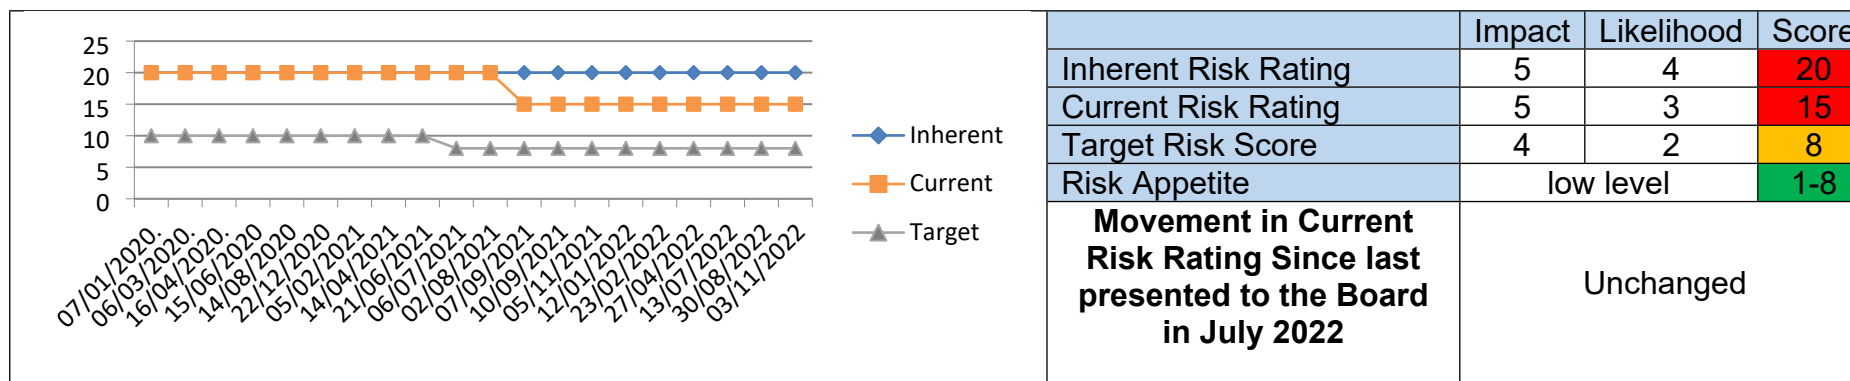 25
20
15
10
5
0
07/01/2020.
06/03/2020.
16/04/2020.
15/06/2020
14/08/2020
22/12/2020
05/02/2021
14/04/2021
21/06/2021
06/07/2021
02/08/2021
07/09/2021
10/09/2021
05/11/2021
12/01/2022
23/02/2022
27/04/2022
13/07/2022
30/08/2022
03/11/2022
Inherent
Current
Target
Impact Likelihood Score
Inherent Risk Rating 5 4 20
Current Risk Rating 5 3 15
Target Risk Score 4 2 8
Risk Appetite low level 1-8
Movement in Current
Risk Rating Since last
presented to the Board
in July 2022
Unchanged